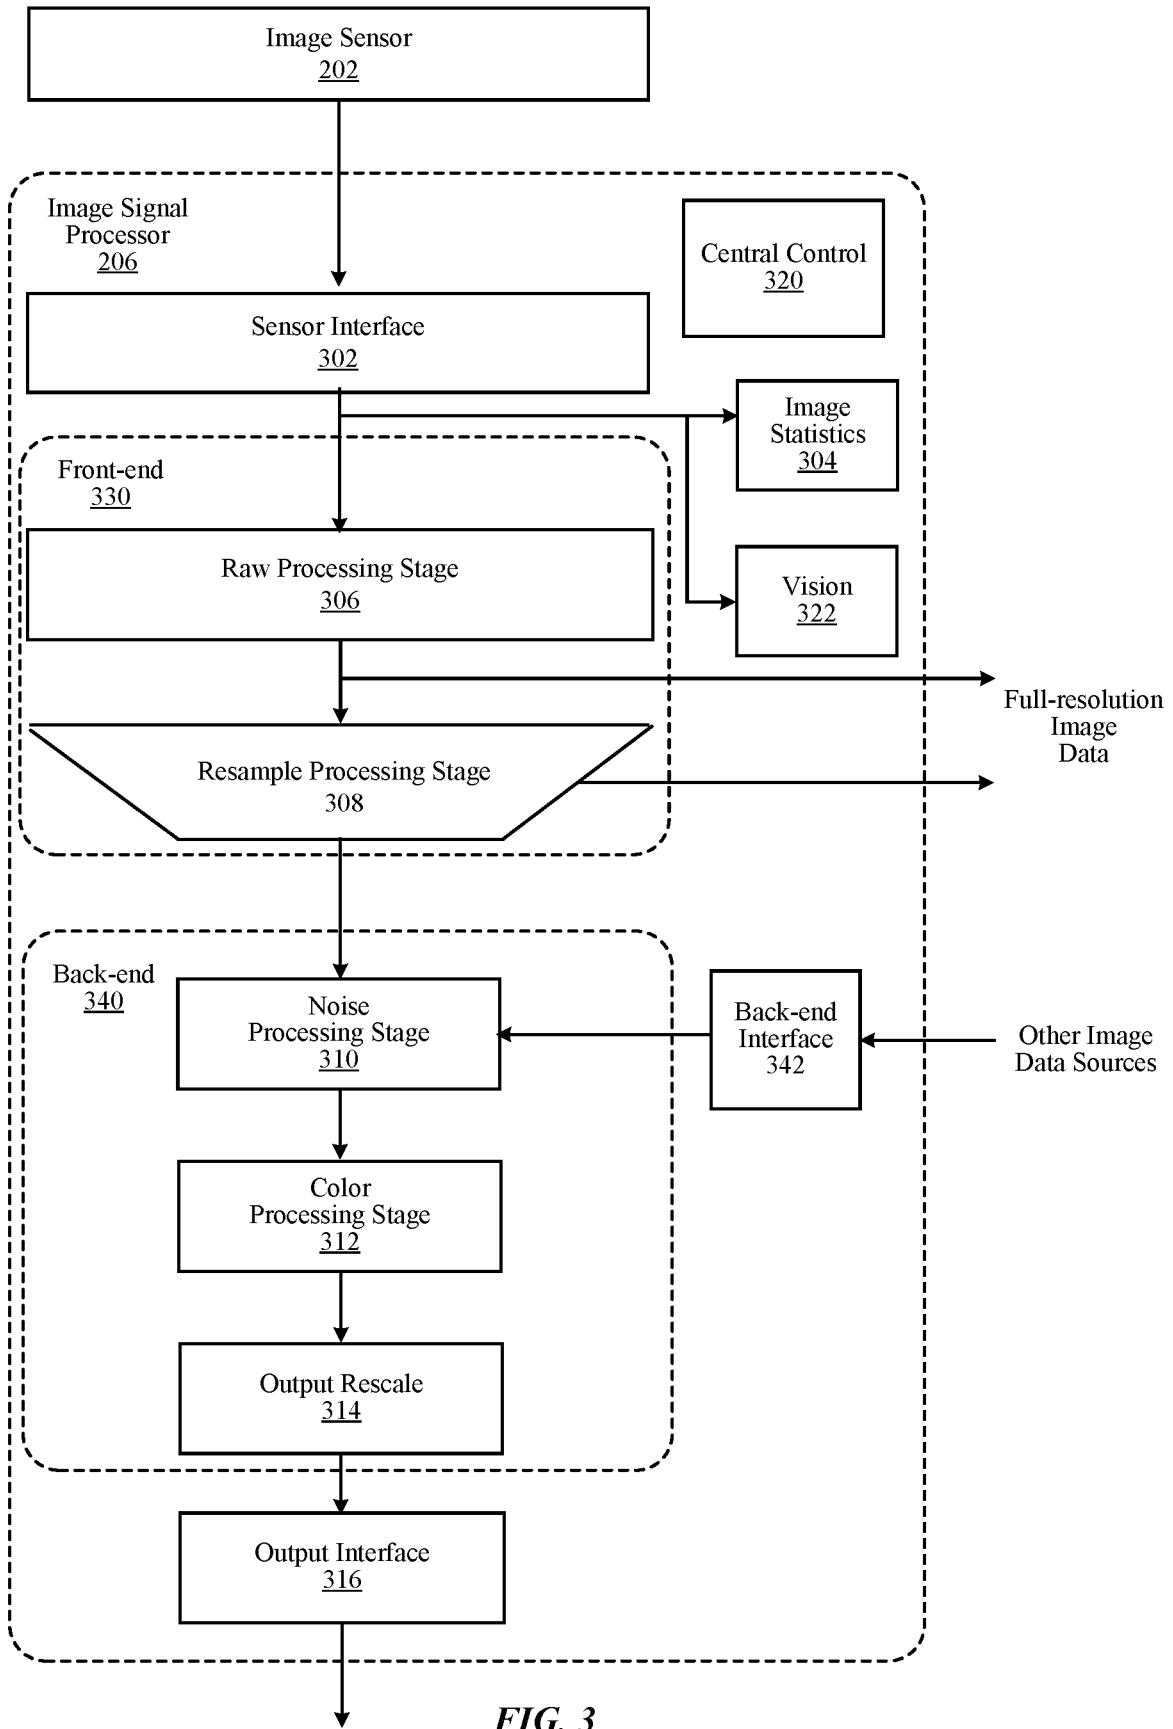 Image Sensor
202
Image Signal
Processor
206
Central Control
320
Sensor Interface
302
Image
Statistics
304
Front-end
330
Raw Processing Stage
306
Vision
322
Full-resolution
Image
Data
Resample Processing Stage
308
Back-end
340
Noise
Processing Stage
310
Back-end
Interface
342
Other Image
Data Sources
Color
Processing Stage
312
Output Rescale
314
Output Interface
316
FIG. 3